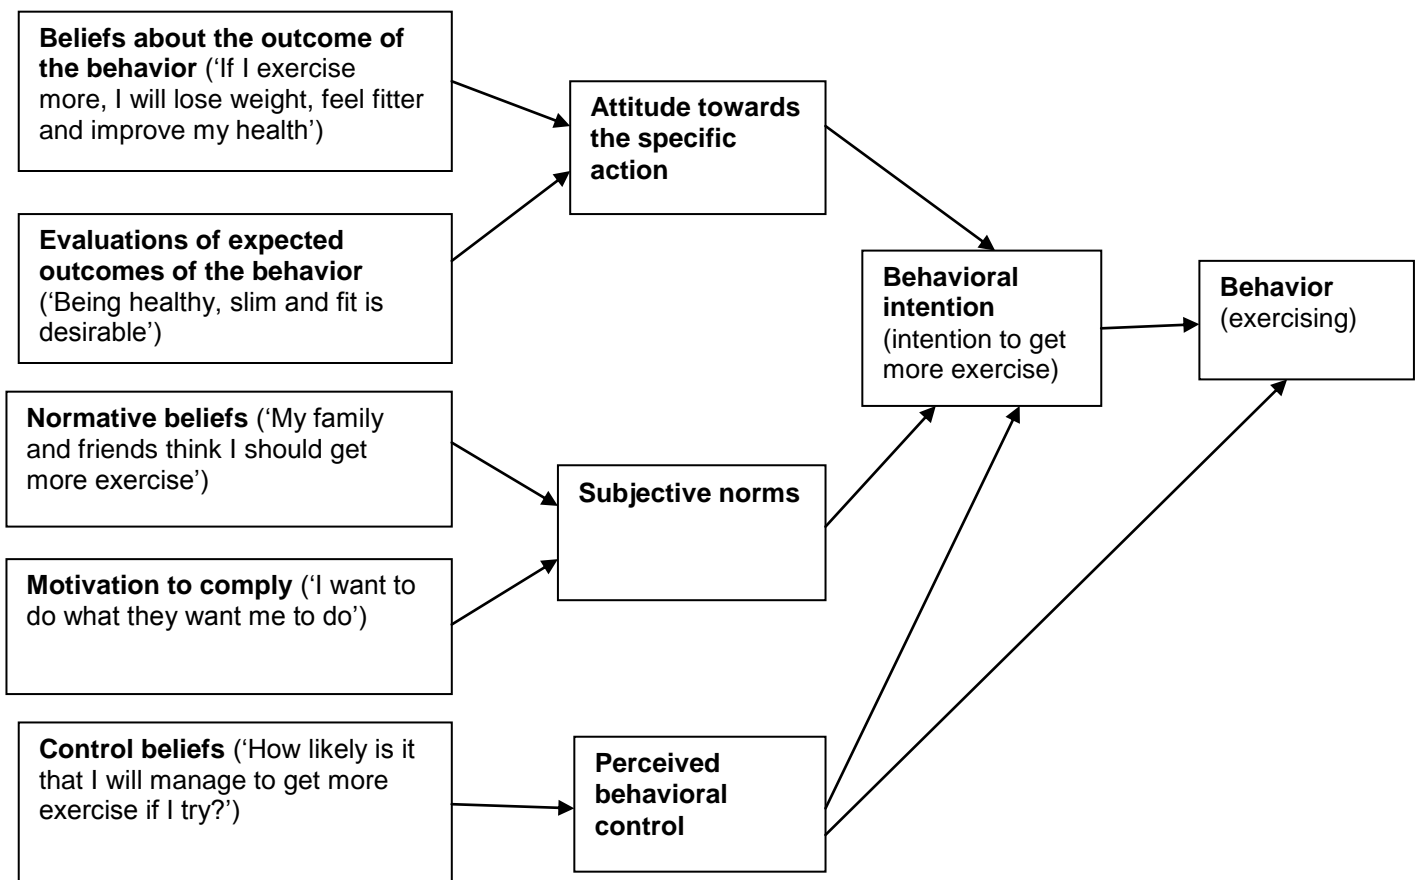 Beliefs about the outcome of
the behavior (‘If I exercise
more, I will lose weight, feel fitter
and improve my health’)
Evaluations of expected
outcomes of the behavior
(‘Being healthy, slim and fit is
desirable’)
Normative beliefs (‘My family
and friends think I should get
more exercise’)
Motivation to comply (‘I want to
do what they want me to do’)
Control beliefs (‘How likely is it
that I will manage to get more
exercise if I try?’)
Attitude towards
the specific
action
Subjective norms
Perceived
behavioral
control
Behavioral
intention
(intention to get
more exercise)
Behavior
(exercising)